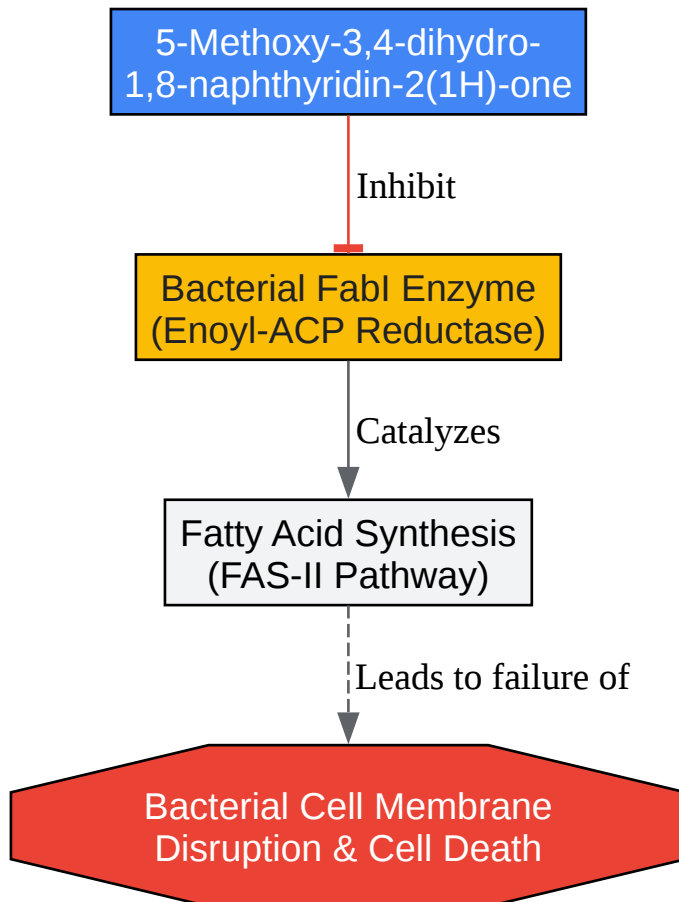 5-Methoxy-3,4-dihydro-
1,8-naphthyridin-2(1H)-one
Inhibit
Bacterial FabI Enzyme
(Enoyl-ACP Reductase)
Catalyzes
Fatty Acid Synthesis
(FAS-II Pathway)
Leads to failure of
Bacterial Cell Membrane
Disruption & Cell Death